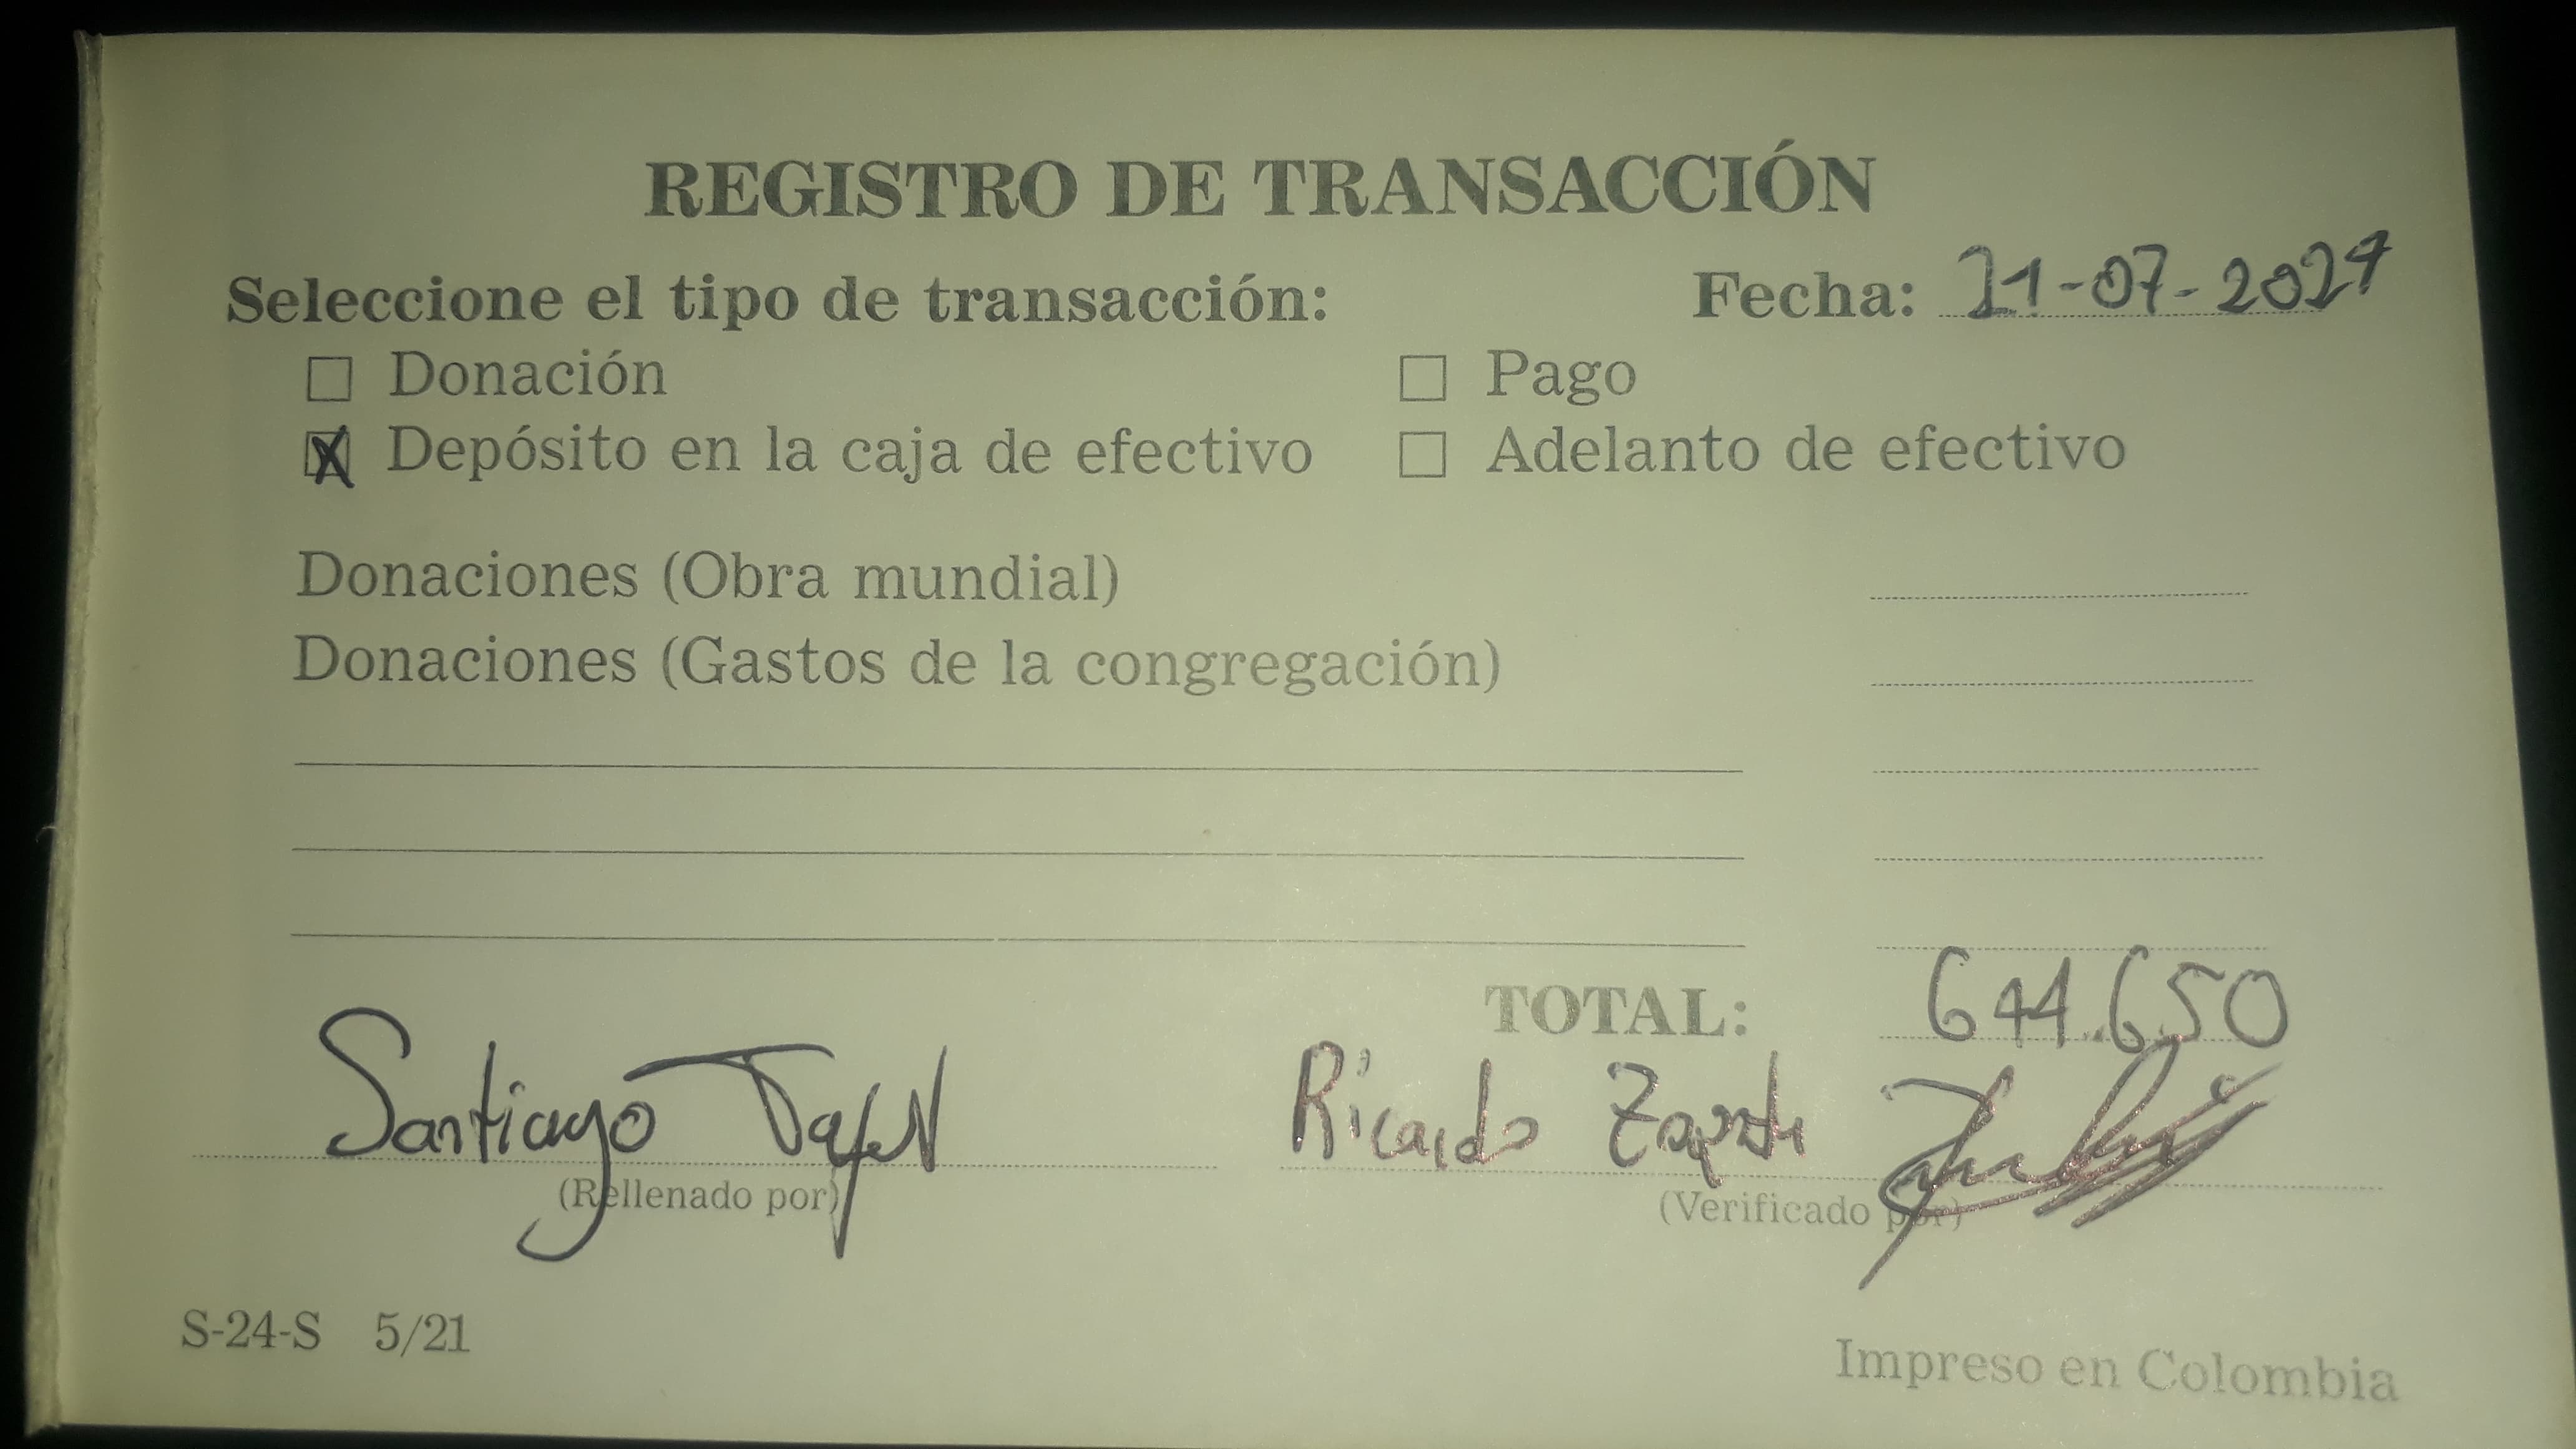 REGISTRO DE TRANSACCIÓN
Seleccione el tipo de transacción: Fecha: 21-07-2024
Donación Pago
X Depósito en la caja de efectivo Adelanto de efectivo
Donaciones (Obra mundial)
Donaciones (Gastos de la congregación)
TOTAL: 644.650
Santiago Ricardo Zapata
(Rellenado por) (Verificado por)
S-24-S 5/21 Impreso en Colombia